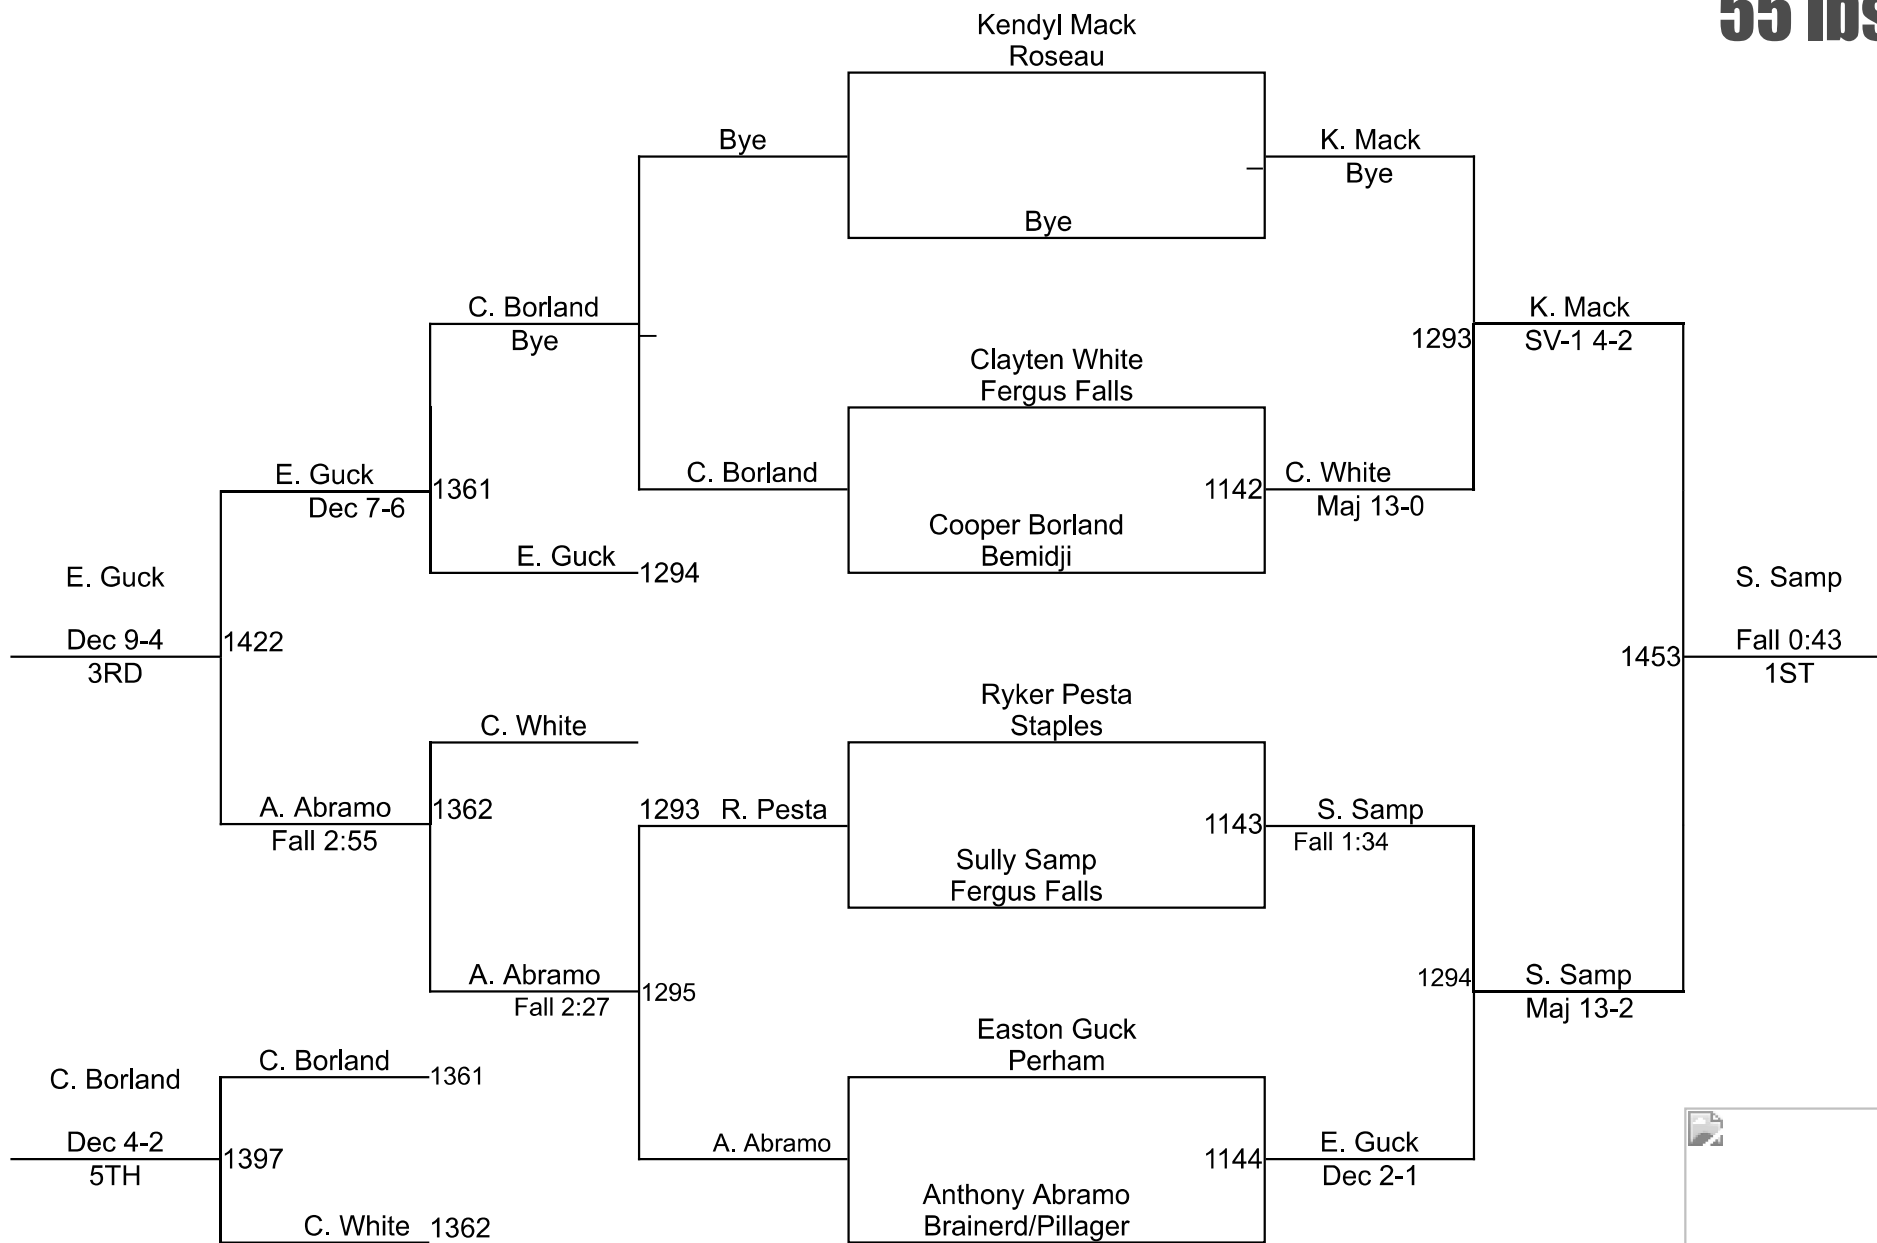 55 lbs
Kendyl Mack
Roseau
Bye
K. Mack
Bye
Bye
C. Borland
Bye
K. Mack
SV-1 4-2
1293
Clayten White
Fergus Falls
E. Guck
Dec 7-6
1361
C. Borland
1142
C. White
Maj 13-0
Cooper Borland
Bemidji
E. Guck
1294
E. Guck
Dec 9-4
3RD
1422
S. Samp
Fall 0:43
1ST
1453
Ryker Pesta
Staples
C. White
A. Abramo
Fall 2:55
1362
1293
R. Pesta
1143
S. Samp
Fall 1:34
Sully Samp
Fergus Falls
A. Abramo
Fall 2:27
1295
1294
S. Samp
Maj 13-2
Easton Guck
Perham
C. Borland
1361
C. Borland
Dec 4-2
5TH
1397
A. Abramo
1144
E. Guck
Dec 2-1
Anthony Abramo
Brainerd/Pillager
C. White
1362